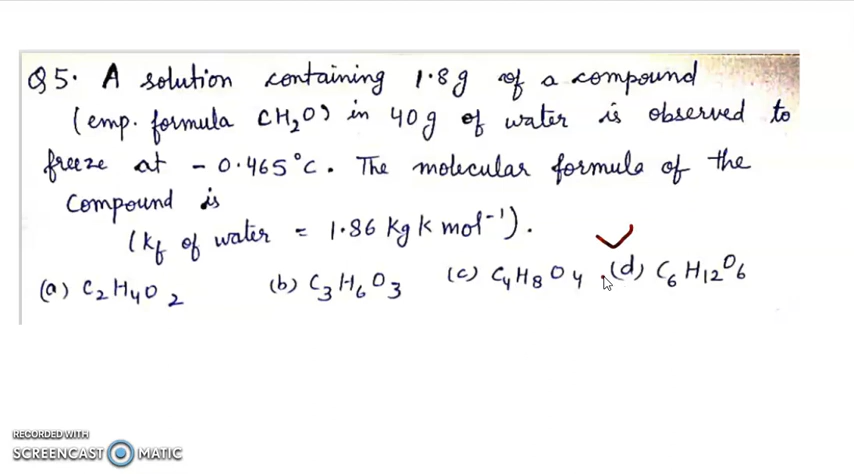 Q5. A solution containing 1.8g of a compound
(emp. formula CH₂O) in 40g of water is observed to
freeze at - 0.465°C. The molecular formula of the
compound is
(kf of water = 1.86 Kg K mol⁻¹).
(a) C₂H₄O₂ (b) C₃H₆O₃ (c) C₄H₈O₄ (d) C₆H₁₂O₆
RECORDED WITH
SCREENCAST MATIC